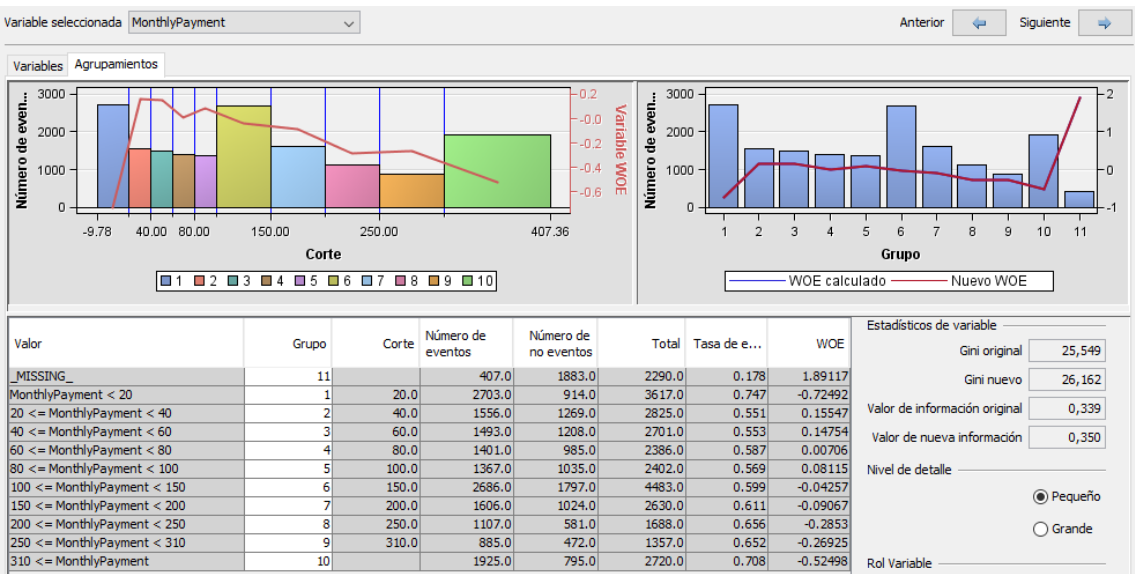 Variable seleccionada MonthlyPayment Anterior Siguiente
Variables Agrupamientos
Número de even...
3000
2000
1000
0
-9.78 40.00 80.00 150.00 250.00 407.36
Corte
0.2
-0.0
-0.2
-0.4
-0.6
Variable WOE
1 2 3 4 5 6 7 8 9 10
Número de even...
3000
2000
1000
0
2
1
0
-1
1 2 3 4 5 6 7 8 9 10 11
Grupo
WOE calculado Nuevo WOE
Valor Grupo Corte Número de eventos Número de no eventos Total Tasa de e... WOE
_MISSING_ 11 407.0 1883.0 2290.0 0.178 1.89117
MonthlyPayment < 20 1 20.0 2703.0 914.0 3617.0 0.747 -0.72492
20 <= MonthlyPayment < 40 2 40.0 1556.0 1269.0 2825.0 0.551 0.15547
40 <= MonthlyPayment < 60 3 60.0 1493.0 1208.0 2701.0 0.553 0.14754
60 <= MonthlyPayment < 80 4 80.0 1401.0 985.0 2386.0 0.587 0.00706
80 <= MonthlyPayment < 100 5 100.0 1367.0 1035.0 2402.0 0.569 0.08115
100 <= MonthlyPayment < 150 6 150.0 2686.0 1797.0 4483.0 0.599 -0.04257
150 <= MonthlyPayment < 200 7 200.0 1606.0 1024.0 2630.0 0.611 -0.09067
200 <= MonthlyPayment < 250 8 250.0 1107.0 581.0 1688.0 0.656 -0.2853
250 <= MonthlyPayment < 310 9 310.0 885.0 472.0 1357.0 0.652 -0.26925
310 <= MonthlyPayment 10 1925.0 795.0 2720.0 0.708 -0.52498
Estadísticos de variable
Gini original 25,549
Gini nuevo 26,162
Valor de información original 0,339
Valor de nueva información 0,350
Nivel de detalle
Pequeño
Grande
Rol Variable